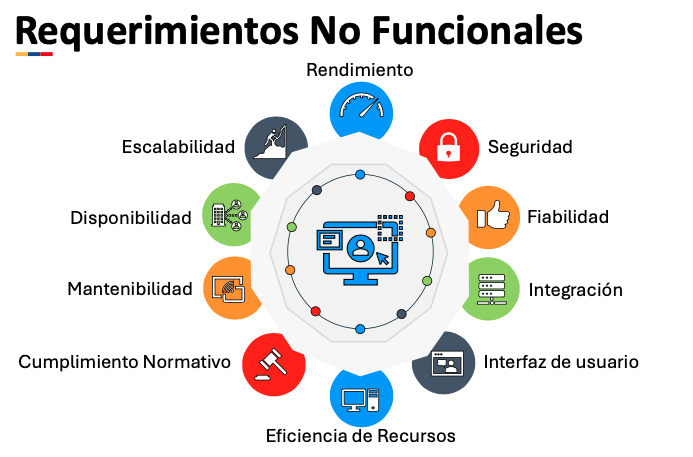 Requerimientos No Funcionales
Rendimiento
Escalabilidad
Seguridad
Disponibilidad
Fiabilidad
Mantenibilidad
Integración
Cumplimiento Normativo
Interfaz de usuario
Eficiencia de Recursos